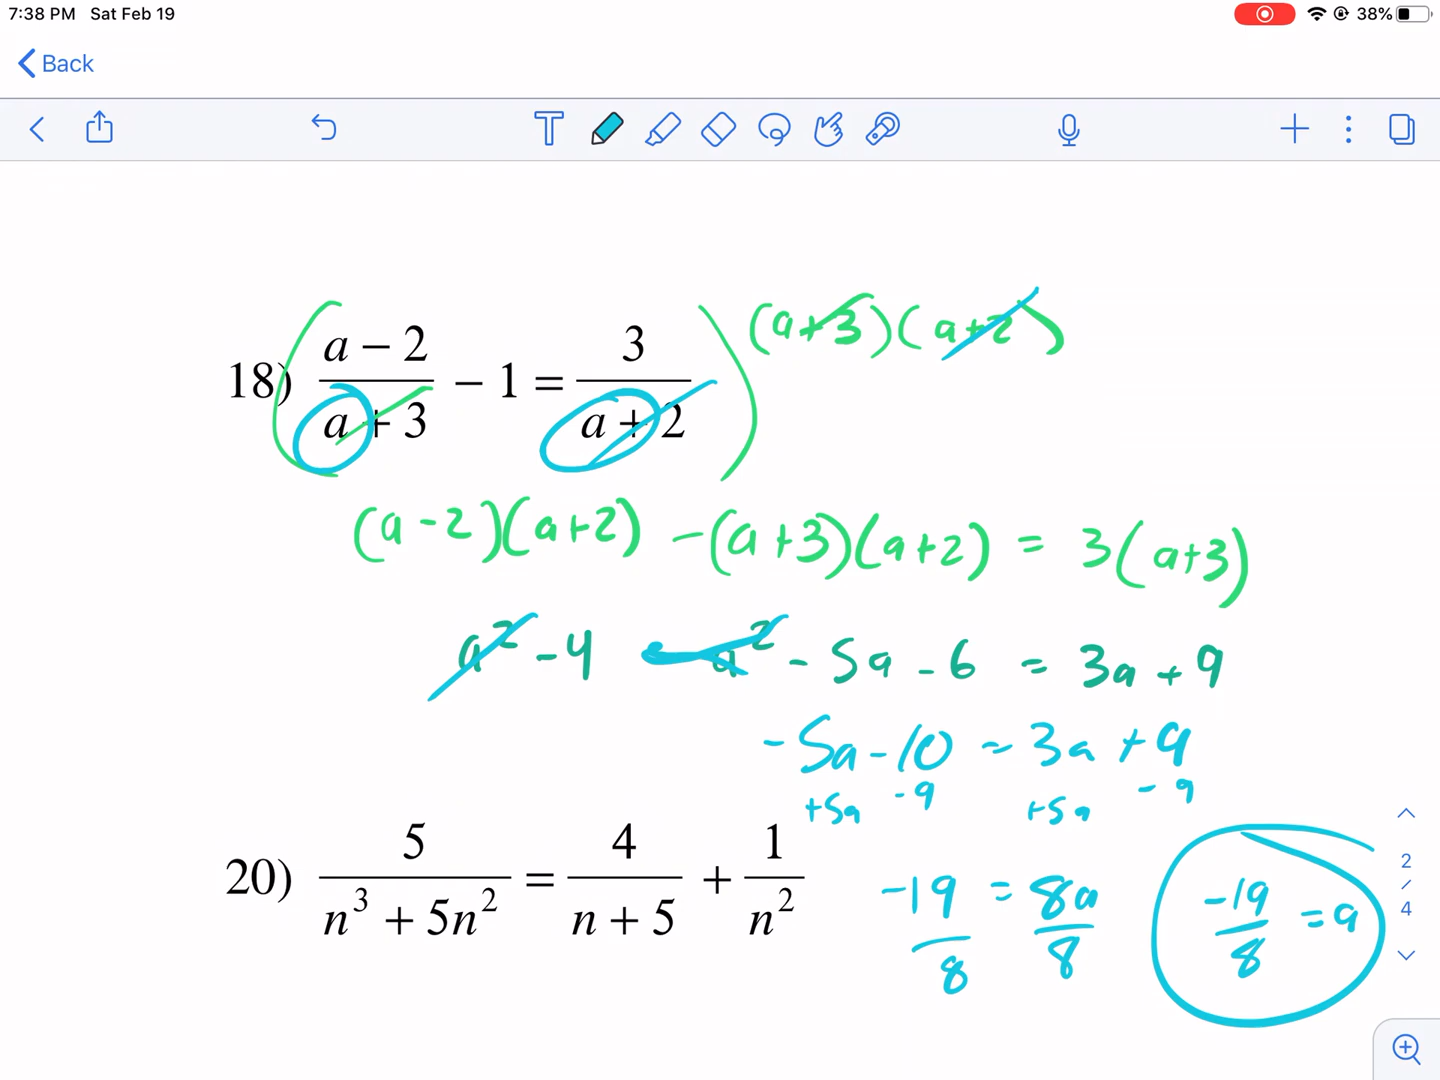 7:38 PM Sat Feb 19 38%
Back
T
18) (a − 2)/(a + 3) − 1 = 3/(a + 2) (a+3)(a+2)
(a-2)(a+2) -(a+3)(a+2) = 3(a+3)
a² -4 -a² - 5a - 6 = 3a + 9
-5a-10 = 3a + 9
+5a -9 +5a -9
20) 5/(n³ + 5n²) = 4/(n + 5) + 1/n²
-19/8 = 8a/8
-19/8 = a
2/4